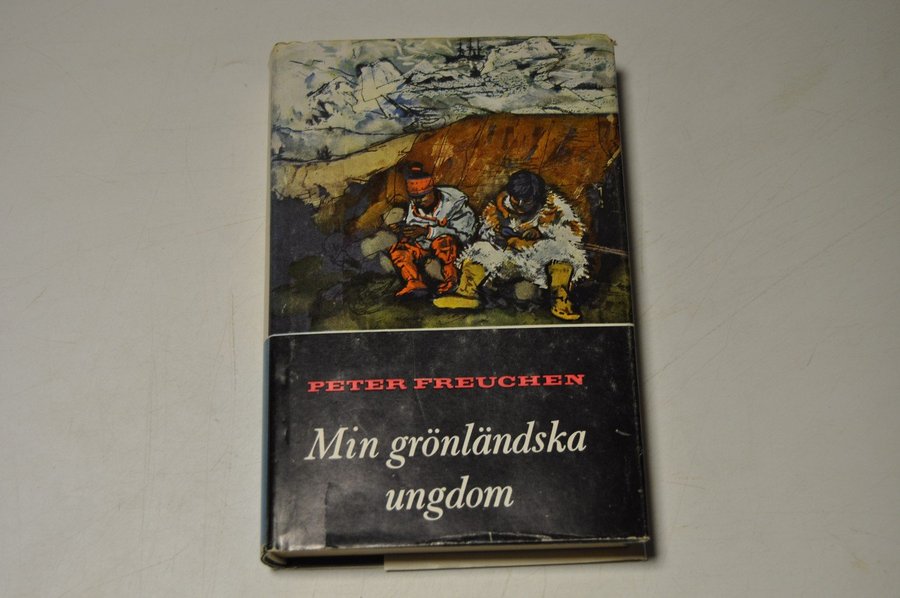 PETER FREUCHEN
Min grönländska
ungdom